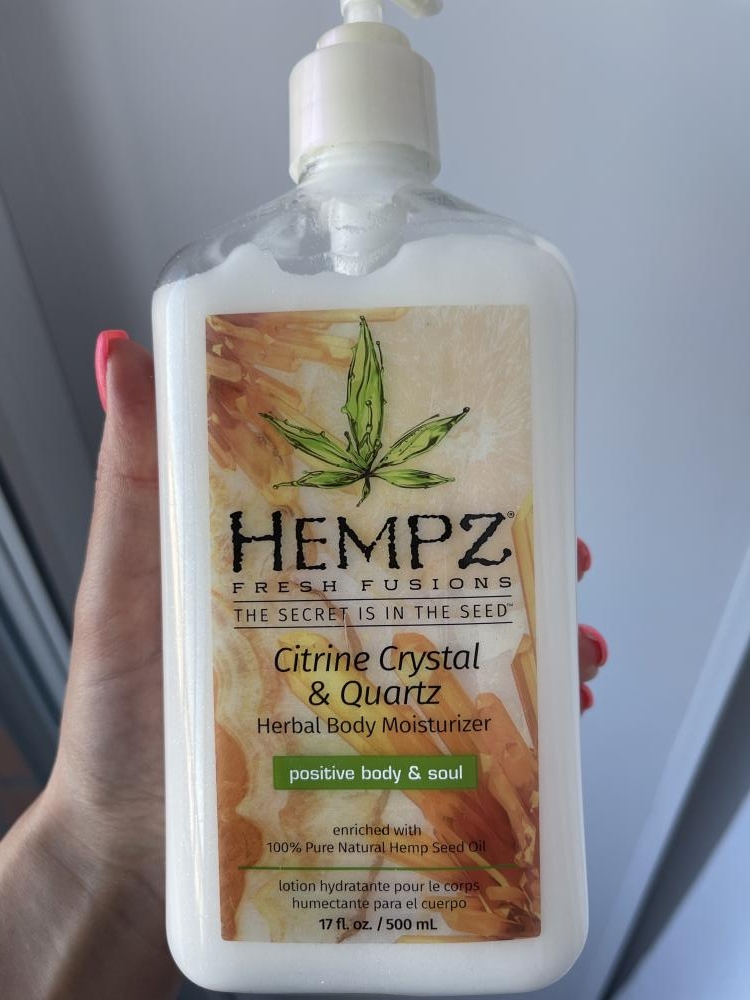 HEMPZ®
FRESH FUSIONS
THE SECRET IS IN THE SEED™
Citrine Crystal
& Quartz
Herbal Body Moisturizer
positive body & soul
enriched with
100% Pure Natural Hemp Seed Oil
lotion hydratante pour le corps
humectante para el cuerpo
17 fl. oz. / 500 mL